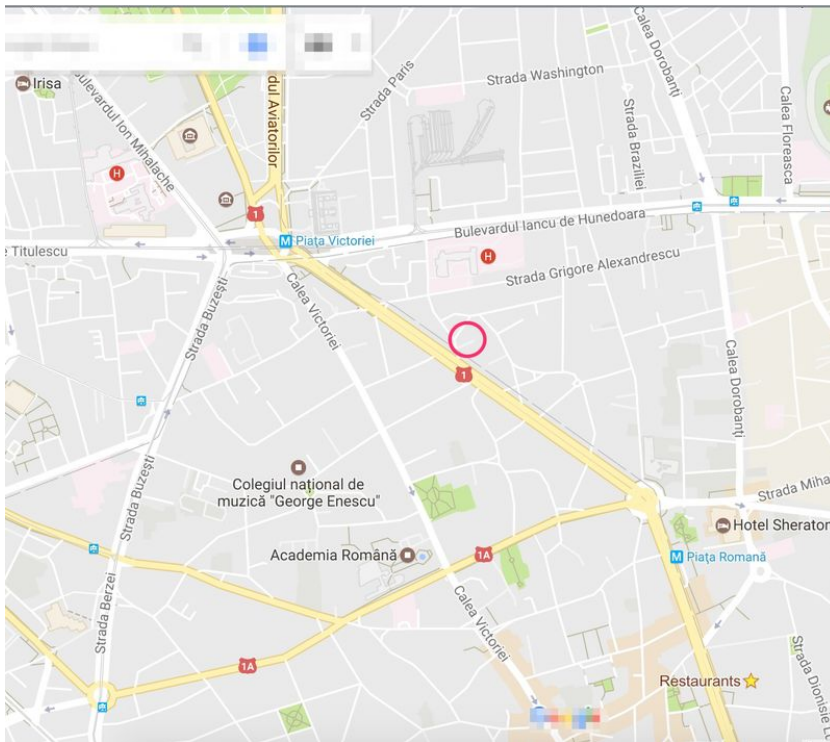 Irisa
Bulevardul Ion Mihalache
dul Aviatorilor
Strada Paris
Strada Washington
Calea Dorobanți
Strada Braziliei
Calea Floreasca
H
1
M Piața Victoriei
Bulevardul Iancu de Hunedoara
e Titulescu
H
Strada Grigore Alexandrescu
Strada Buzești
Calea Victoriei
1
Calea Dorobanți
Colegiul național de
muzică "George Enescu"
Strada Buzești
Strada Miha
Hotel Sheraton
Academia Română
1A
M Piața Romană
Strada Berzei
Calea Victoriei
1A
Restaurants
Strada Dionisie